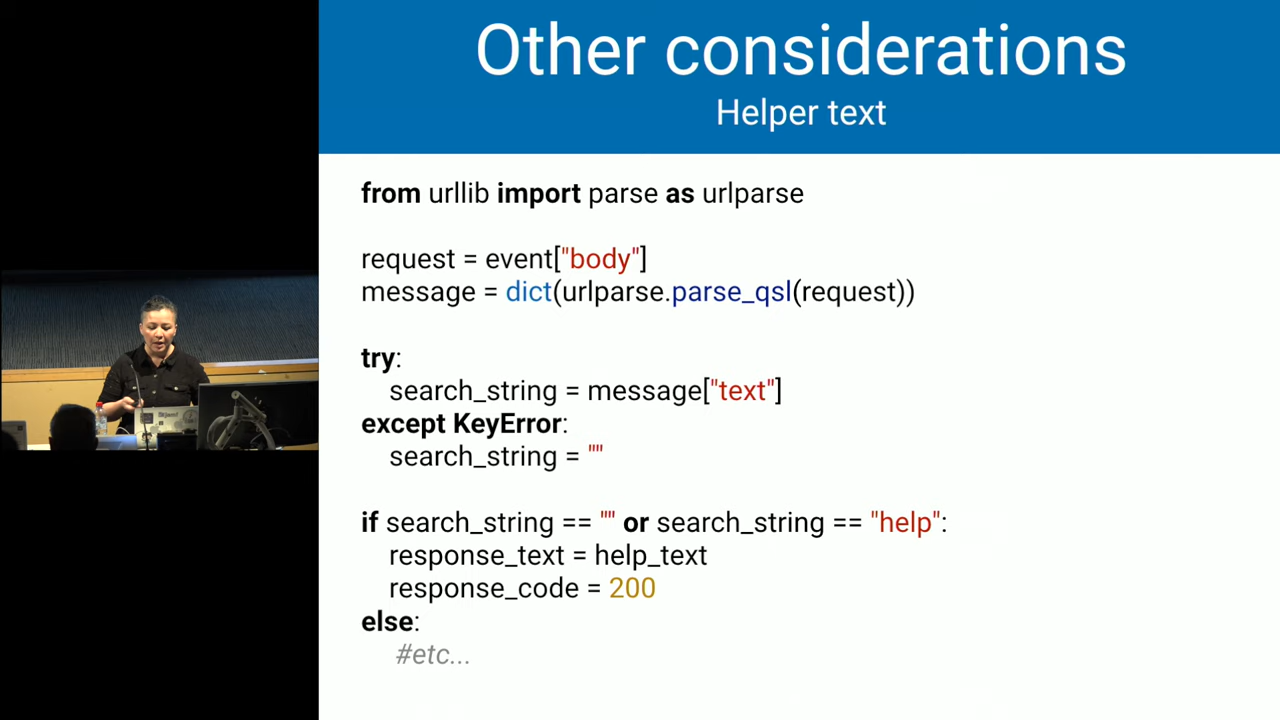 Other considerations
Helper text
from urllib import parse as urlparse
request = event["body"]
message = dict(urlparse.parse_qsl(request))
try:
search_string = message["text"]
except KeyError:
search_string = ""
if search_string == "" or search_string == "help":
response_text = help_text
response_code = 200
else:
#etc...